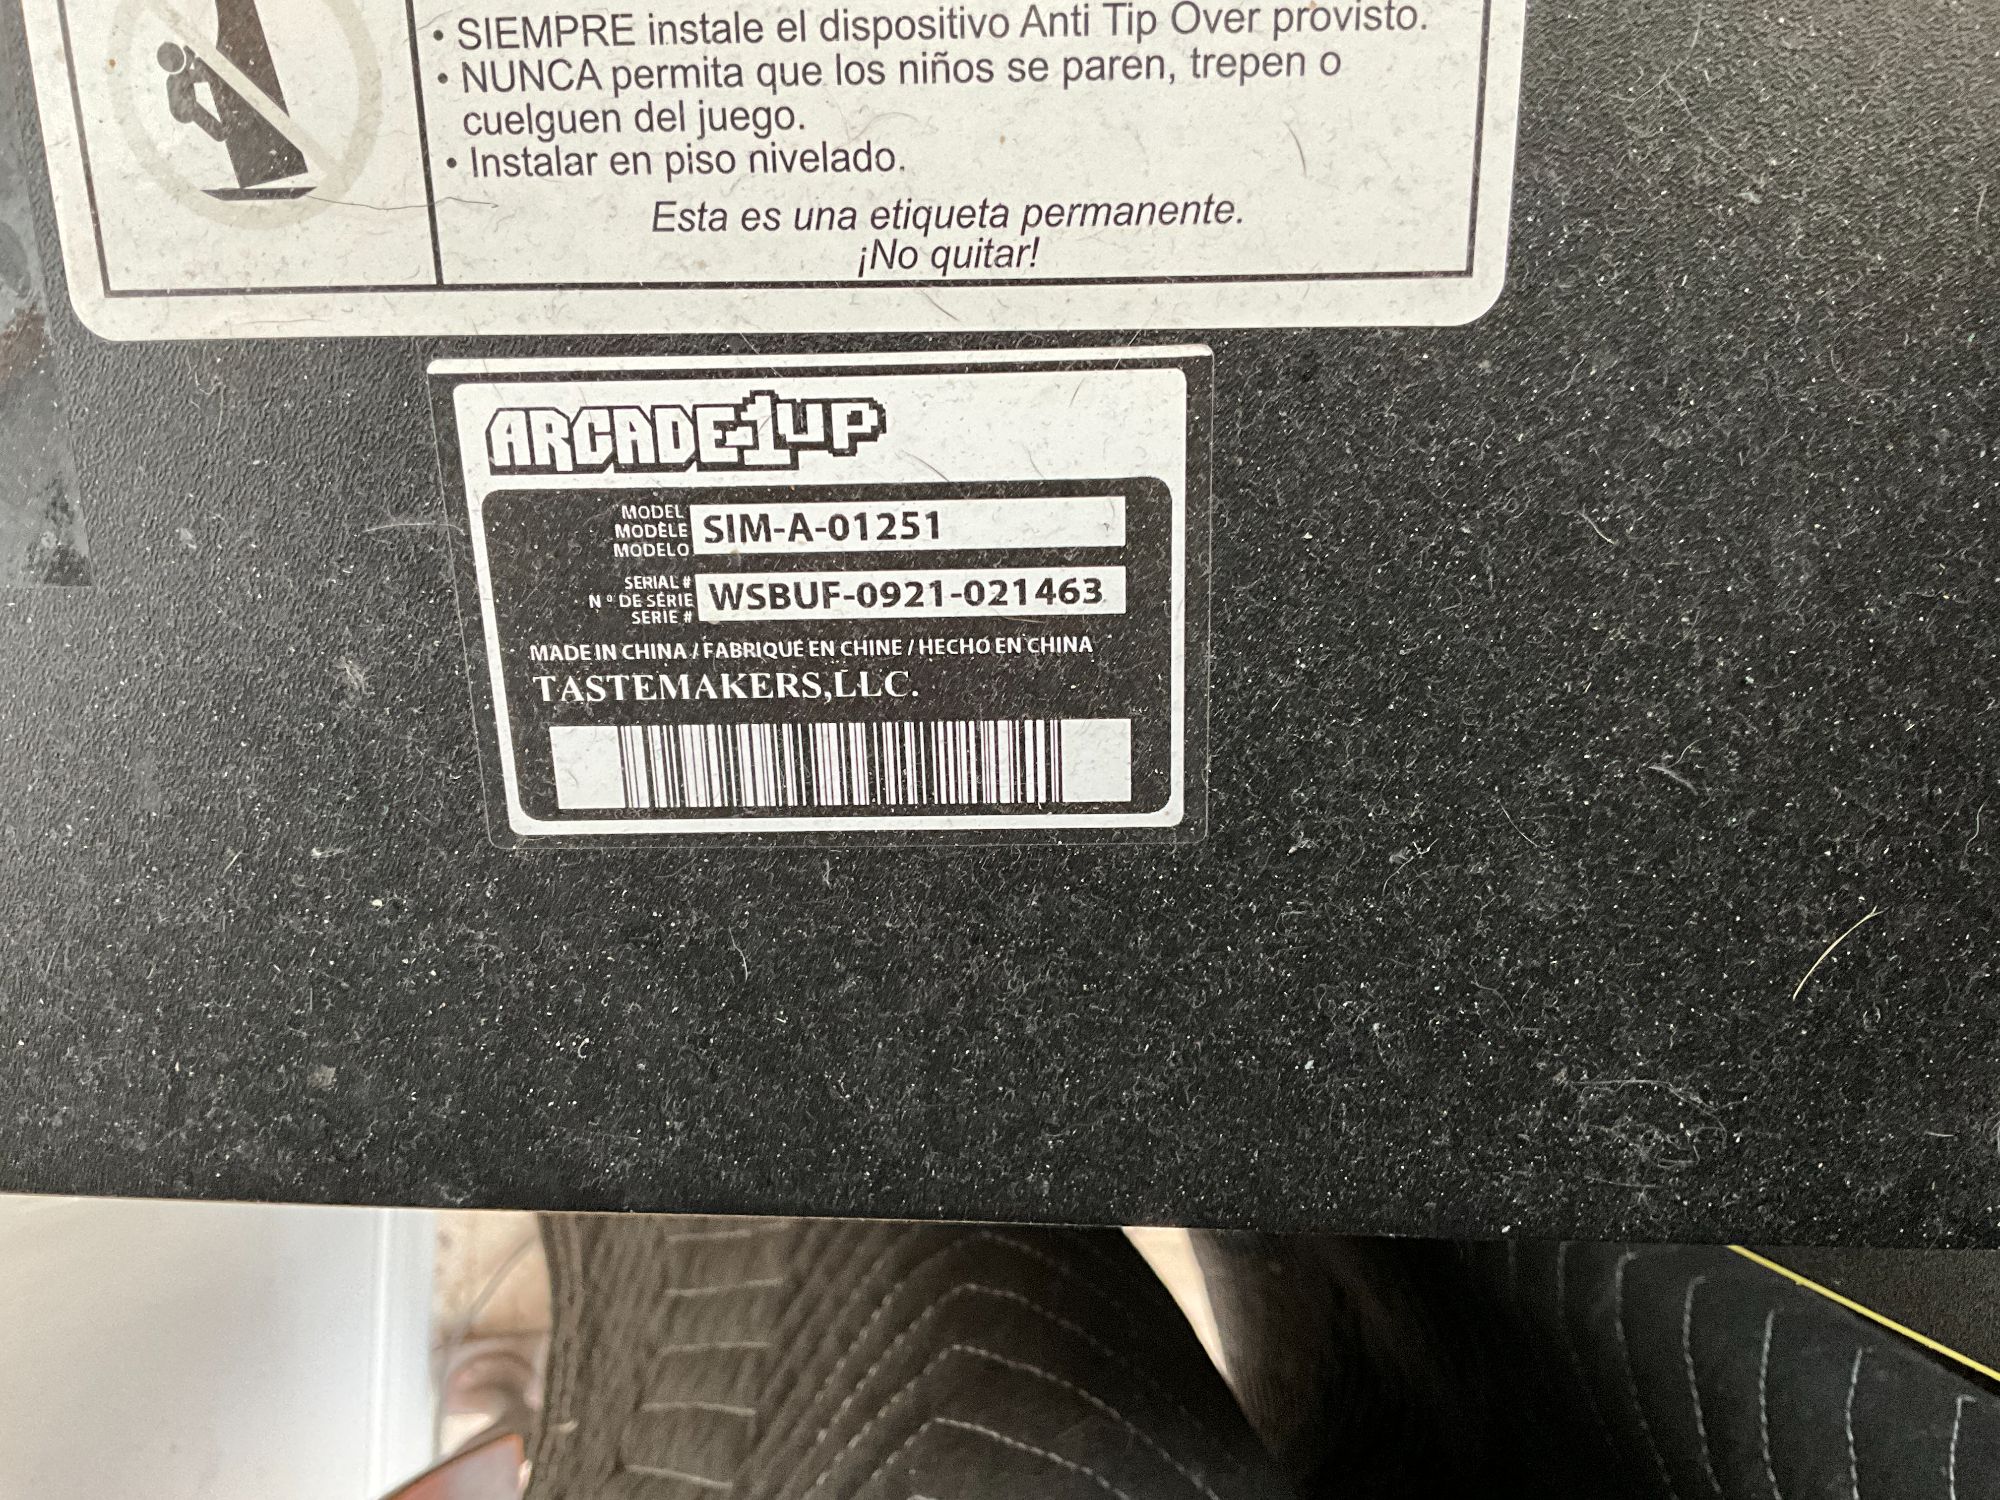 • SIEMPRE instale el dispositivo Anti Tip Over provisto.
• NUNCA permita que los niños se paren, trepen o
cuelguen del juego.
• Instalar en piso nivelado.
Esta es una etiqueta permanente.
¡No quitar!
ARCADE1UP
MODEL
MODÈLE
MODELO
SIM-A-01251
SERIAL #
N° DE SÉRIE
SERIE #
WSBUF-0921-021463
MADE IN CHINA / FABRIQUÉ EN CHINE / HECHO EN CHINA
TASTEMAKERS,LLC.